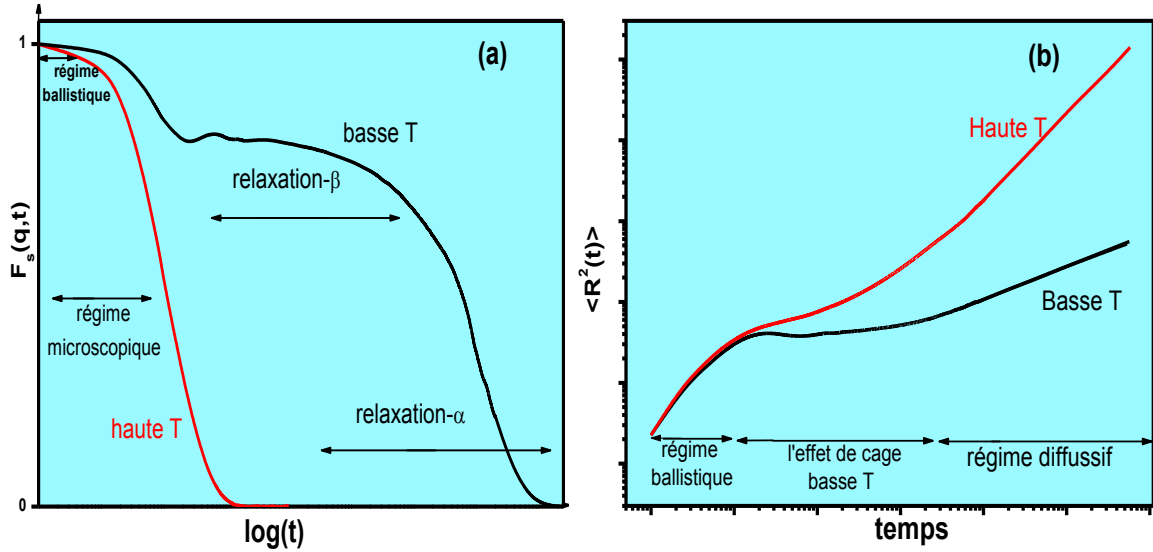 (a)
1
régime
ballistique
basse T
relaxation-β
régime
microscopique
haute T
relaxation-α
0
F_s(q,t)
log(t)
(b)
Haute T
<R²(t)>
Basse T
régime
ballistique
l'effet de cage
basse T
régime diffussif
temps